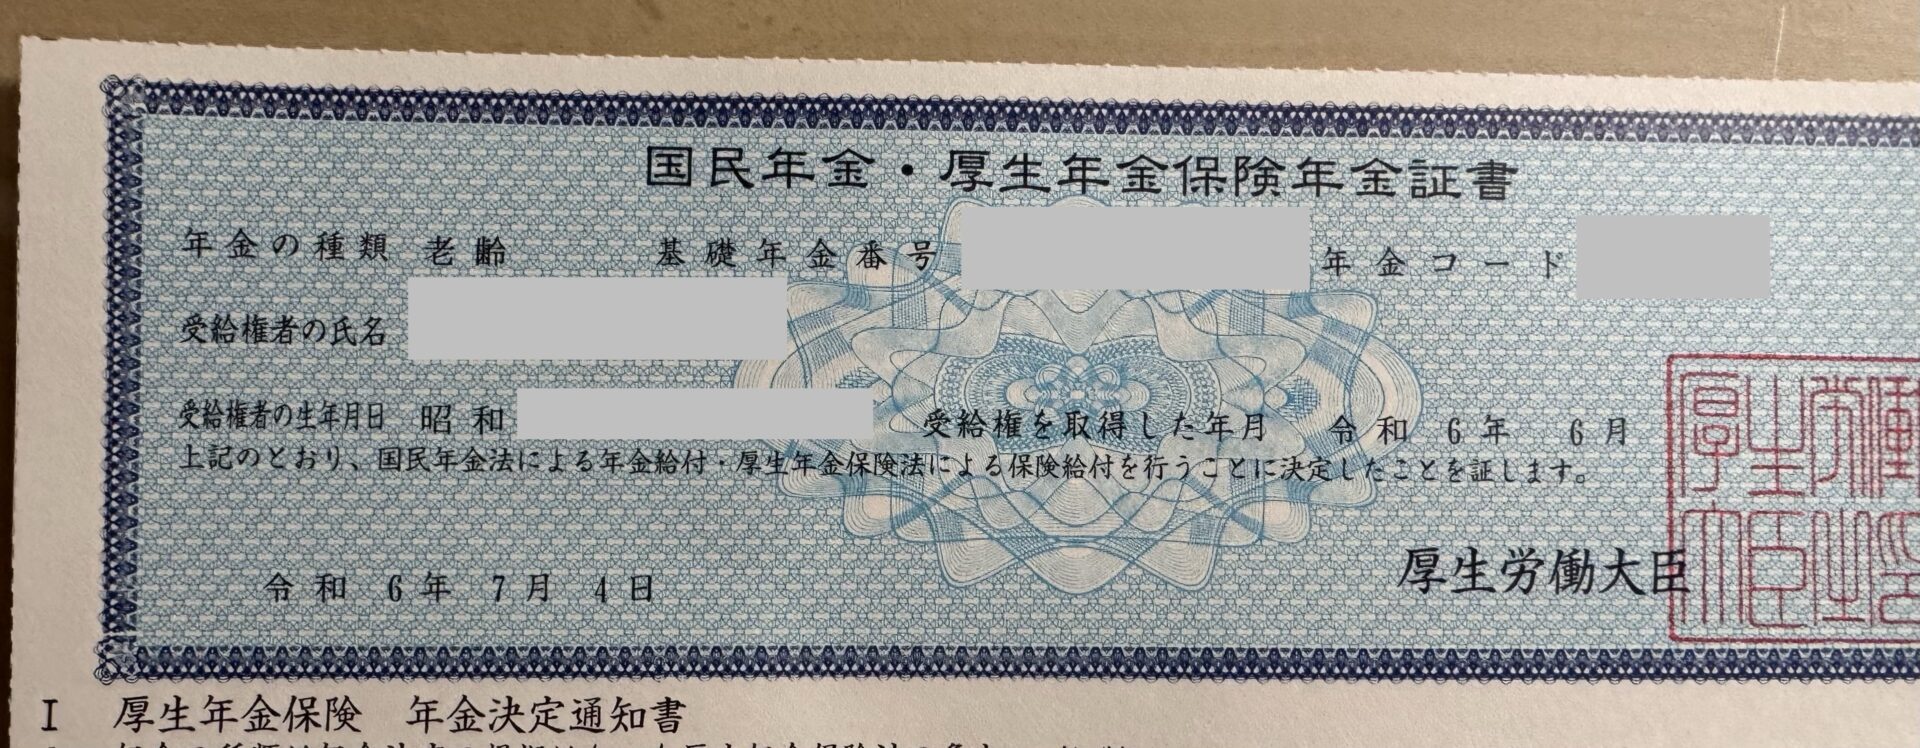 国民年金・厚生年金保険年金証書
年金の種類 老齢 基礎年金番号 年金コード
受給権者の氏名
受給権者の生年月日 昭和 受給権を取得した年月 令和 6年 6月
上記のとおり、国民年金法による年金給付・厚生年金保険法による保険給付を行うことに決定したことを証します。
厚生労働大臣
令和 6年 7月 4日
I 厚生年金保険 年金決定通知書